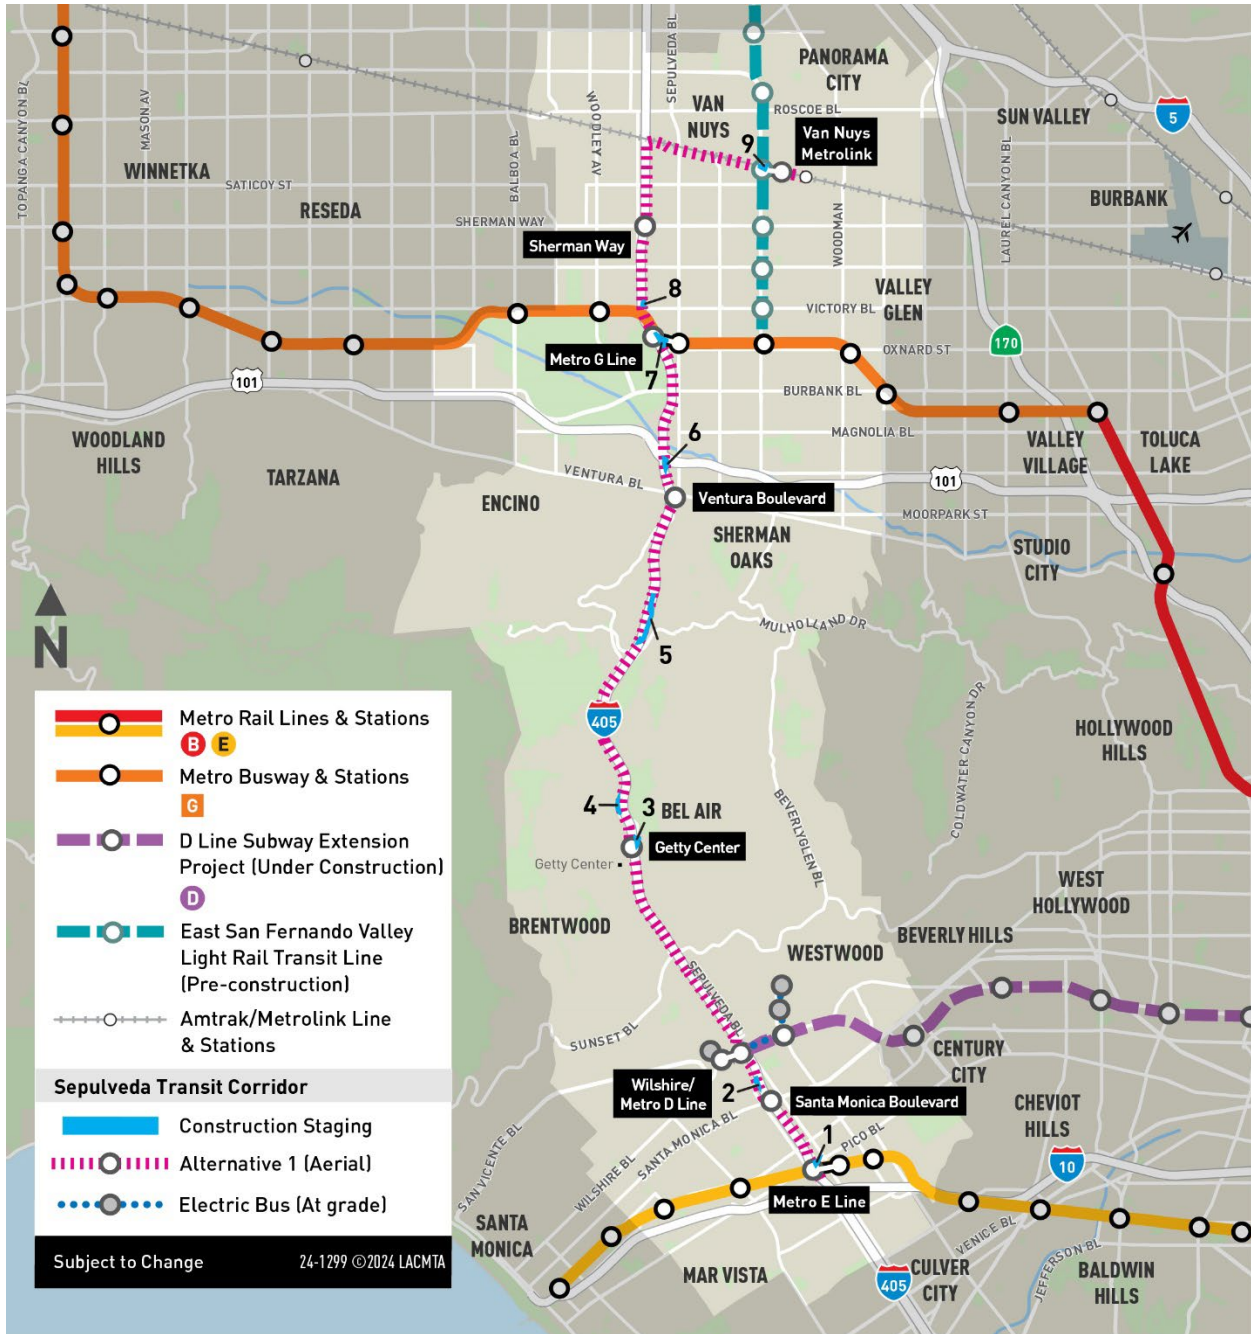 SEPULVEDA BL
PANORAMA
CITY
TOPANGA CANYON BL
MASON AV
WOODLEY AV
BALBOA BL
VAN
NUYS
ROSCOE BL
SUN VALLEY
5
LAUREL CANYON BL
9
Van Nuys
Metrolink
WINNETKA
SATICOY ST
RESEDA
SHERMAN WAY
BURBANK
WOODMAN
Sherman Way
8
VALLEY
GLEN
VICTORY BL
170
OXNARD ST
Metro G Line
7
101
BURBANK BL
MAGNOLIA BL
WOODLAND
HILLS
TARZANA
6
VALLEY
VILLAGE
TOLUCA
LAKE
VENTURA BL
101
ENCINO
Ventura Boulevard
MOORPARK ST
SHERMAN
OAKS
STUDIO
CITY
N
MULHOLLAND DR
5
COLDWATER CANYON DR
405
HOLLYWOOD
HILLS
BEVERLYGLEN BL
4
3
BEL AIR
Getty Center
Getty Center
WEST
HOLLYWOOD
BRENTWOOD
BEVERLY HILLS
WESTWOOD
SEPULVEDA BL
SUNSET BL
CENTURY
CITY
Wilshire/
Metro D Line
2
Santa Monica Boulevard
CHEVIOT
HILLS
SANTA MONICA BL
1
PICO BL
10
SAN VICENTE BL
WILSHIRE BL
Metro E Line
SANTA
MONICA
VENICE BL
MAR VISTA
405
CULVER
CITY
JEFFERSON BL
BALDWIN
HILLS
Metro Rail Lines & Stations
B E
Metro Busway & Stations
G
D Line Subway Extension
Project (Under Construction)
D
East San Fernando Valley
Light Rail Transit Line
(Pre-construction)
Amtrak/Metrolink Line
& Stations
Sepulveda Transit Corridor
Construction Staging
Alternative 1 (Aerial)
Electric Bus (At grade)
Subject to Change
24-1299 ©2024 LACMTA